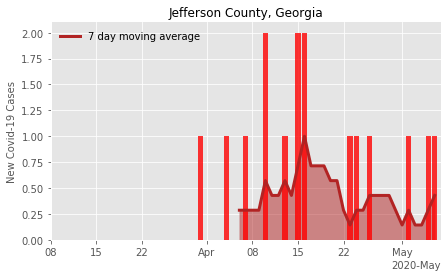 Jefferson County, Georgia
7 day moving average
New Covid-19 Cases
2.00
1.75
1.50
1.25
1.00
0.75
0.50
0.25
0.00
08 15 22 Apr 08 15 22 May
2020-May